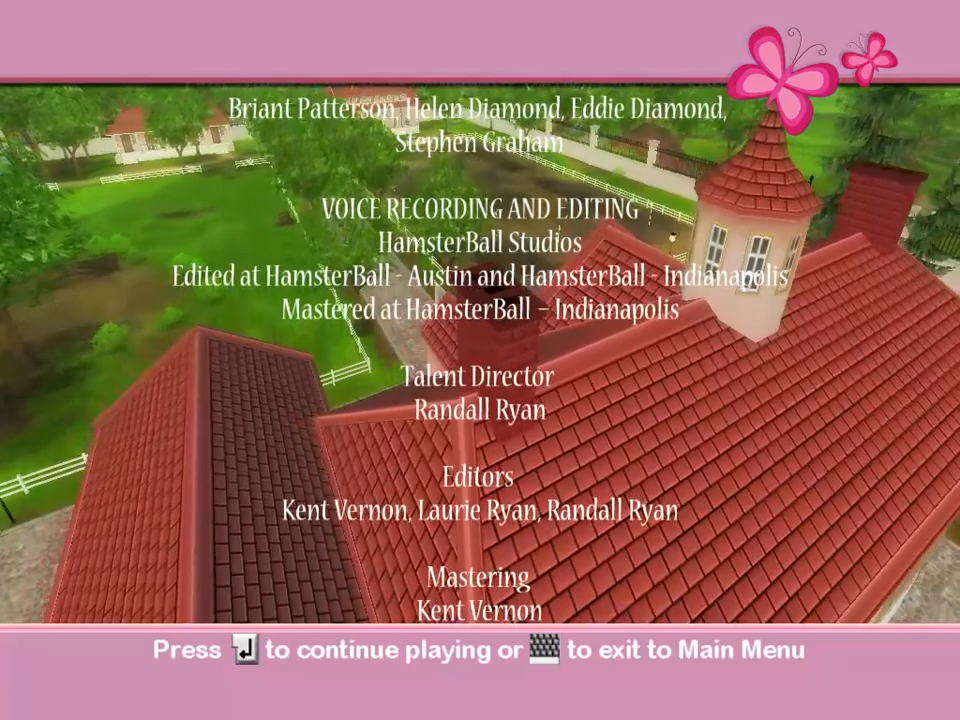 Briant Patterson, Helen Diamond, Eddie Diamond,
Stephen Graham
VOICE RECORDING AND EDITING
HamsterBall Studios
Edited at HamsterBall - Austin and HamsterBall - Indianapolis
Mastered at HamsterBall – Indianapolis
Talent Director
Randall Ryan
Editors
Kent Vernon, Laurie Ryan, Randall Ryan
Mastering
Kent Vernon
Press to continue playing or to exit to Main Menu